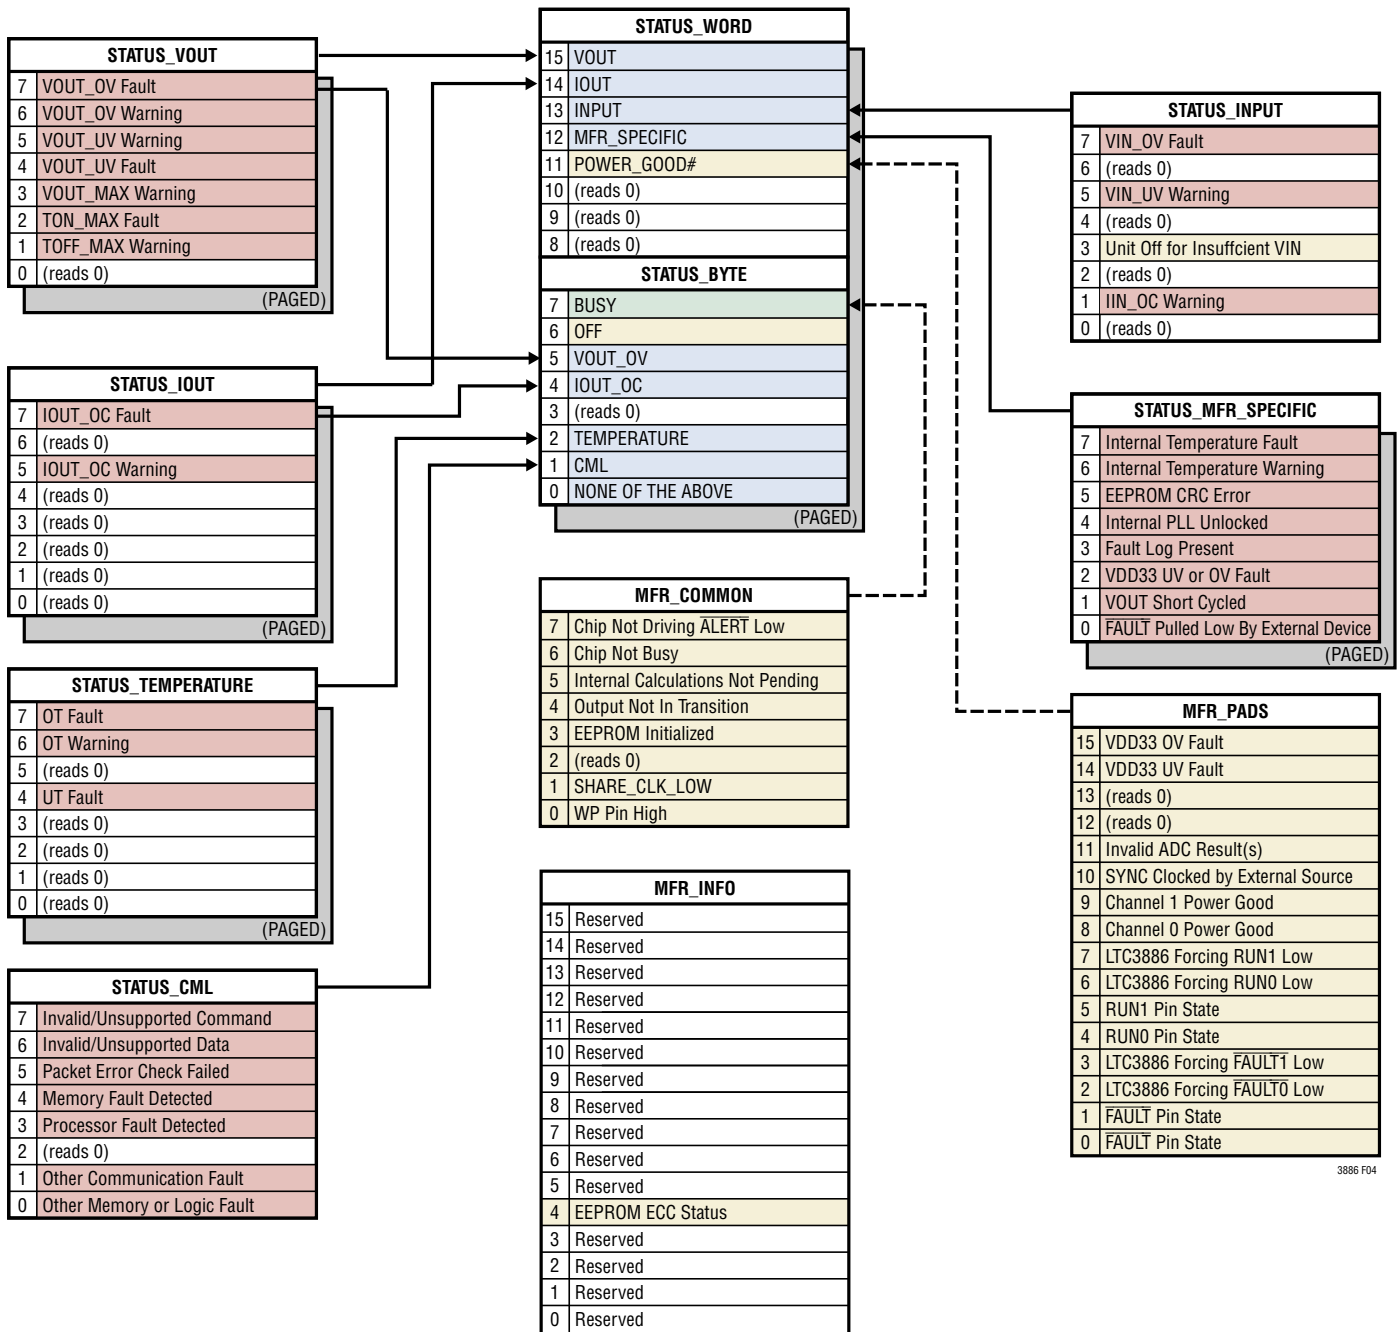 STATUS_VOUT
7 VOUT_OV Fault
6 VOUT_OV Warning
5 VOUT_UV Warning
4 VOUT_UV Fault
3 VOUT_MAX Warning
2 TON_MAX Fault
1 TOFF_MAX Warning
0 (reads 0)
(PAGED)
STATUS_IOUT
7 IOUT_OC Fault
6 (reads 0)
5 IOUT_OC Warning
4 (reads 0)
3 (reads 0)
2 (reads 0)
1 (reads 0)
0 (reads 0)
(PAGED)
STATUS_TEMPERATURE
7 OT Fault
6 OT Warning
5 (reads 0)
4 UT Fault
3 (reads 0)
2 (reads 0)
1 (reads 0)
0 (reads 0)
(PAGED)
STATUS_CML
7 Invalid/Unsupported Command
6 Invalid/Unsupported Data
5 Packet Error Check Failed
4 Memory Fault Detected
3 Processor Fault Detected
2 (reads 0)
1 Other Communication Fault
0 Other Memory or Logic Fault
STATUS_WORD
15 VOUT
14 IOUT
13 INPUT
12 MFR_SPECIFIC
11 POWER_GOOD#
10 (reads 0)
9 (reads 0)
8 (reads 0)
STATUS_BYTE
7 BUSY
6 OFF
5 VOUT_OV
4 IOUT_OC
3 (reads 0)
2 TEMPERATURE
1 CML
0 NONE OF THE ABOVE
(PAGED)
MFR_COMMON
7 Chip Not Driving A̅L̅E̅R̅T̅ Low
6 Chip Not Busy
5 Internal Calculations Not Pending
4 Output Not In Transition
3 EEPROM Initialized
2 (reads 0)
1 SHARE_CLK_LOW
0 WP Pin High
MFR_INFO
15 Reserved
14 Reserved
13 Reserved
12 Reserved
11 Reserved
10 Reserved
9 Reserved
8 Reserved
7 Reserved
6 Reserved
5 Reserved
4 EEPROM ECC Status
3 Reserved
2 Reserved
1 Reserved
0 Reserved
STATUS_INPUT
7 VIN_OV Fault
6 (reads 0)
5 VIN_UV Warning
4 (reads 0)
3 Unit Off for Insuffcient VIN
2 (reads 0)
1 IIN_OC Warning
0 (reads 0)
STATUS_MFR_SPECIFIC
7 Internal Temperature Fault
6 Internal Temperature Warning
5 EEPROM CRC Error
4 Internal PLL Unlocked
3 Fault Log Present
2 VDD33 UV or OV Fault
1 VOUT Short Cycled
0 F̅A̅U̅L̅T̅ Pulled Low By External Device
(PAGED)
MFR_PADS
15 VDD33 OV Fault
14 VDD33 UV Fault
13 (reads 0)
12 (reads 0)
11 Invalid ADC Result(s)
10 SYNC Clocked by External Source
9 Channel 1 Power Good
8 Channel 0 Power Good
7 LTC3886 Forcing RUN1 Low
6 LTC3886 Forcing RUN0 Low
5 RUN1 Pin State
4 RUN0 Pin State
3 LTC3886 Forcing F̅A̅U̅L̅T̅1̅ Low
2 LTC3886 Forcing F̅A̅U̅L̅T̅0̅ Low
1 F̅A̅U̅L̅T̅ Pin State
0 F̅A̅U̅L̅T̅ Pin State
3886 F04